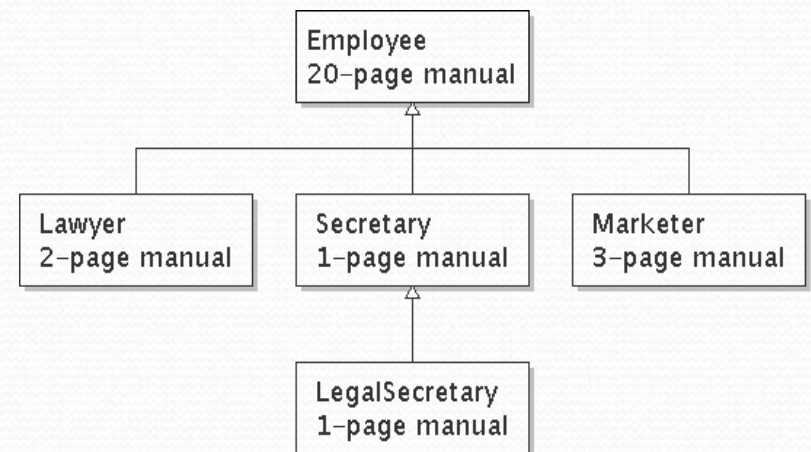 Employee
20-page manual
Lawyer
2-page manual
Secretary
1-page manual
Marketer
3-page manual
LegalSecretary
1-page manual